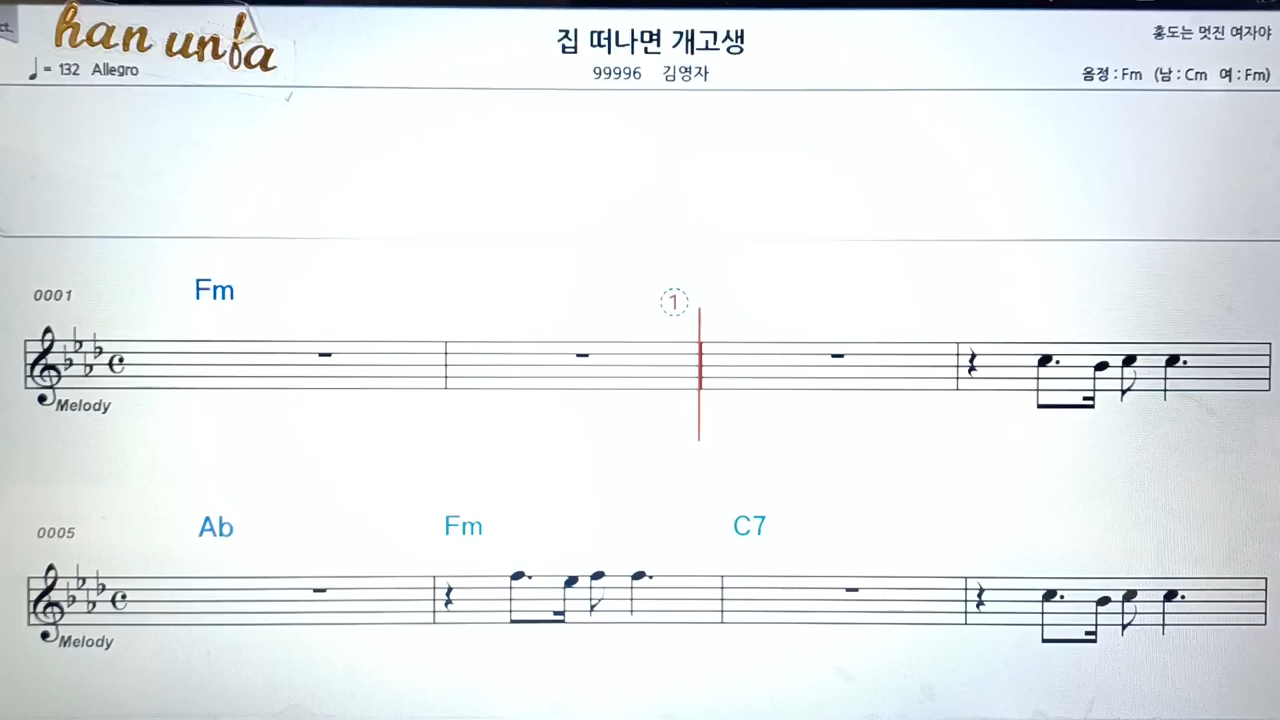 han unfa
♩= 132 Allegro
집 떠나면 개고생
99996 김영자
홍도는 멋진 여자야
음정 : Fm (남 : Cm 여 : Fm)
0001
Fm
1
Melody
0005
Ab Fm C7
Melody